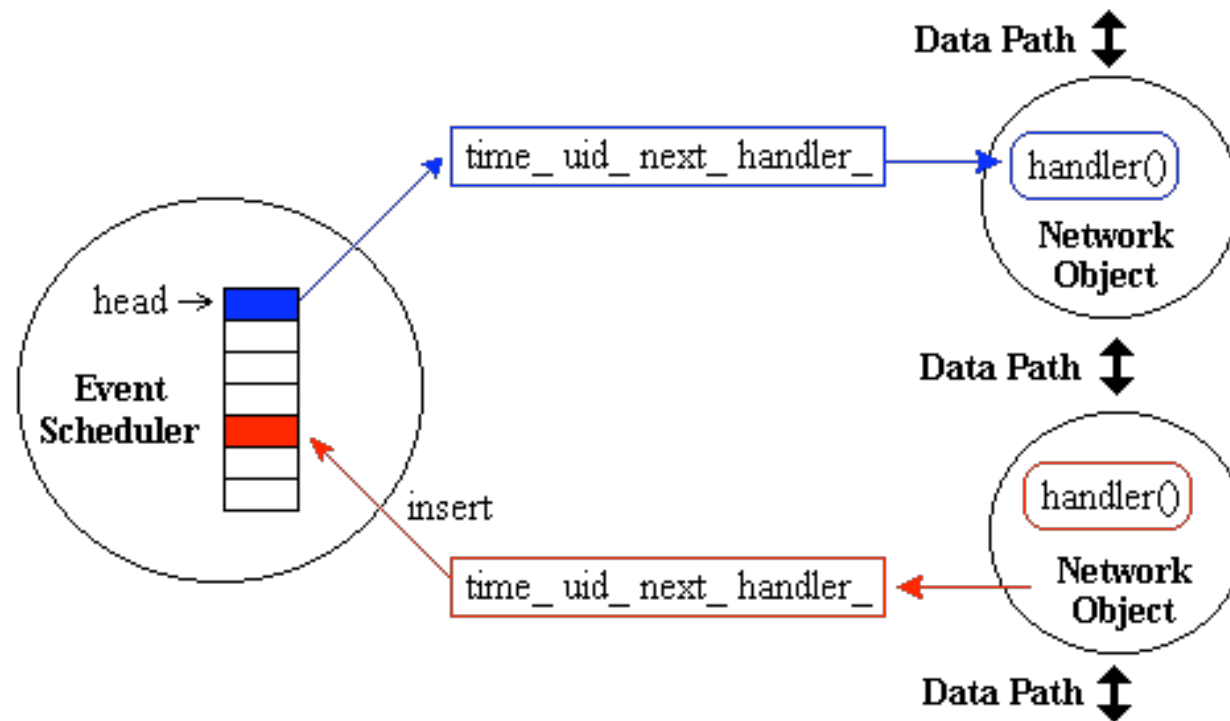 Data Path
time_ uid_ next_ handler_
handler()
Network
Object
head
Event
Scheduler
Data Path
insert
handler()
time_ uid_ next_ handler_
Network
Object
Data Path